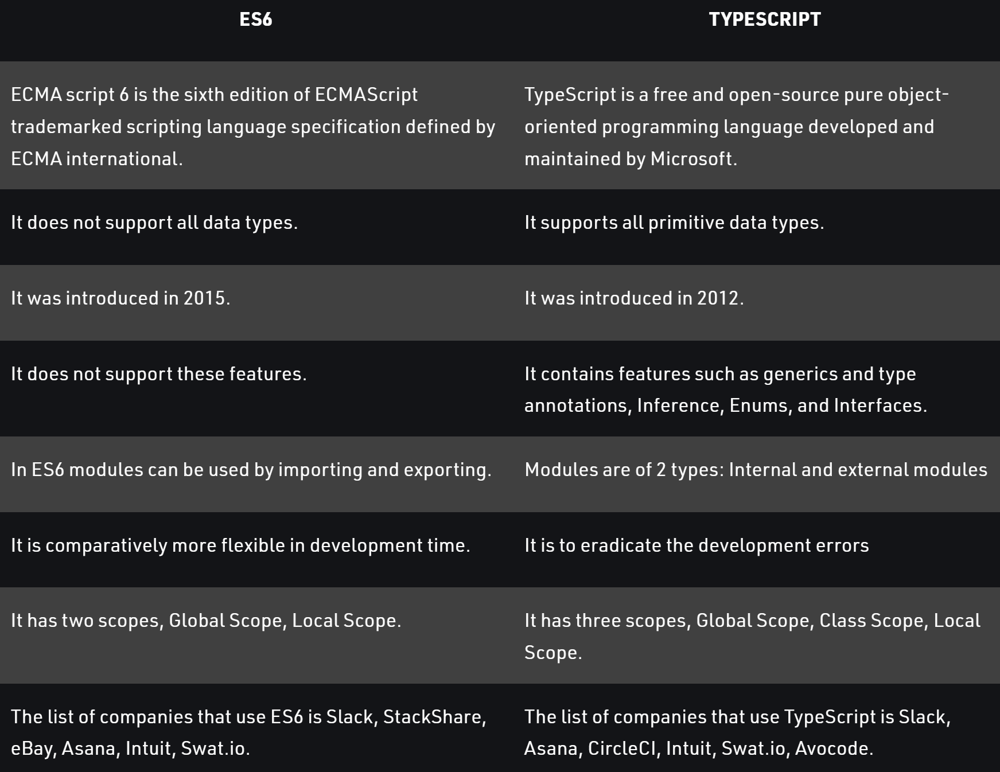 ES6
TYPESCRIPT
ECMA script 6 is the sixth edition of ECMAScript
trademarked scripting language specification defined by
ECMA international.
TypeScript is a free and open-source pure object-
oriented programming language developed and
maintained by Microsoft.
It does not support all data types.
It supports all primitive data types.
It was introduced in 2015.
It was introduced in 2012.
It does not support these features.
It contains features such as generics and type
annotations, Inference, Enums, and Interfaces.
In ES6 modules can be used by importing and exporting.
Modules are of 2 types: Internal and external modules
It is comparatively more flexible in development time.
It is to eradicate the development errors
It has two scopes, Global Scope, Local Scope.
It has three scopes, Global Scope, Class Scope, Local
Scope.
The list of companies that use ES6 is Slack, StackShare,
eBay, Asana, Intuit, Swat.io.
The list of companies that use TypeScript is Slack,
Asana, CircleCI, Intuit, Swat.io, Avocode.